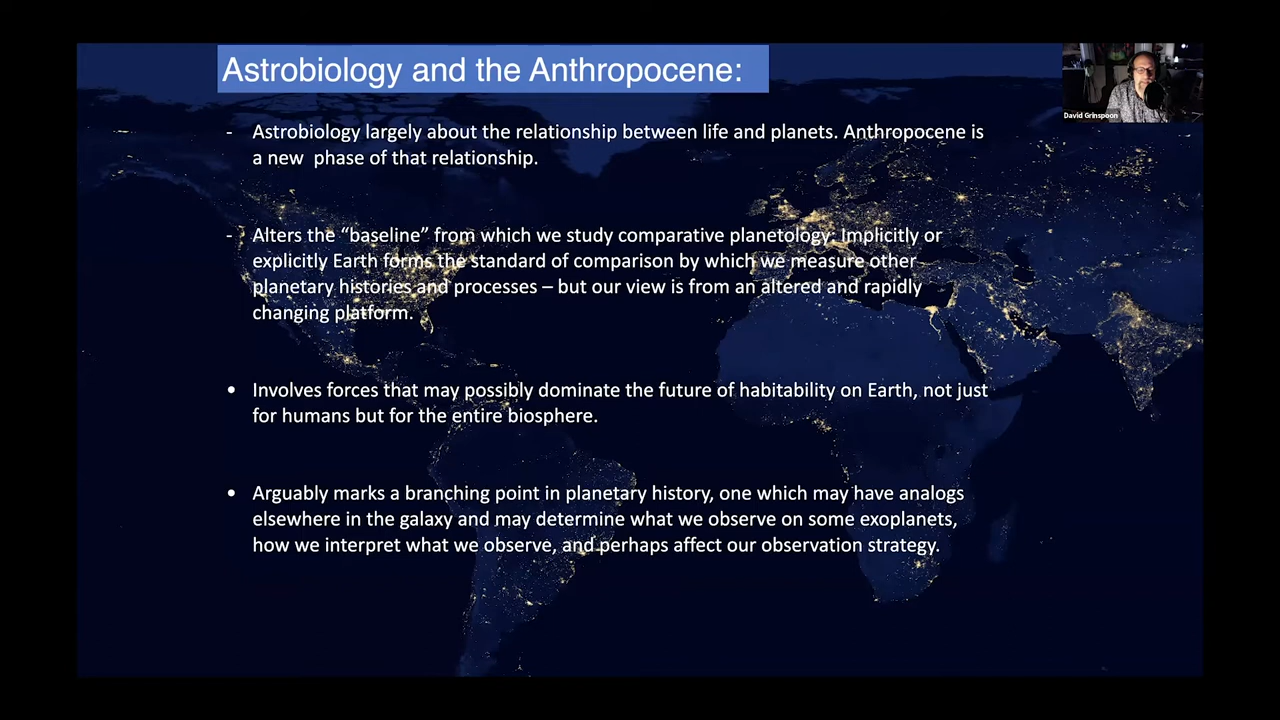 Astrobiology and the Anthropocene:
David Grinspoon
- Astrobiology largely about the relationship between life and planets. Anthropocene is
a new  phase of that relationship.
- Alters the “baseline” from which we study comparative planetology: Implicitly or
explicitly Earth forms the standard of comparison by which we measure other
planetary histories and processes – but our view is from an altered and rapidly
changing platform.
• Involves forces that may possibly dominate the future of habitability on Earth, not just
for humans but for the entire biosphere.
• Arguably marks a branching point in planetary history, one which may have analogs
elsewhere in the galaxy and may determine what we observe on some exoplanets,
how we interpret what we observe, and perhaps affect our observation strategy.